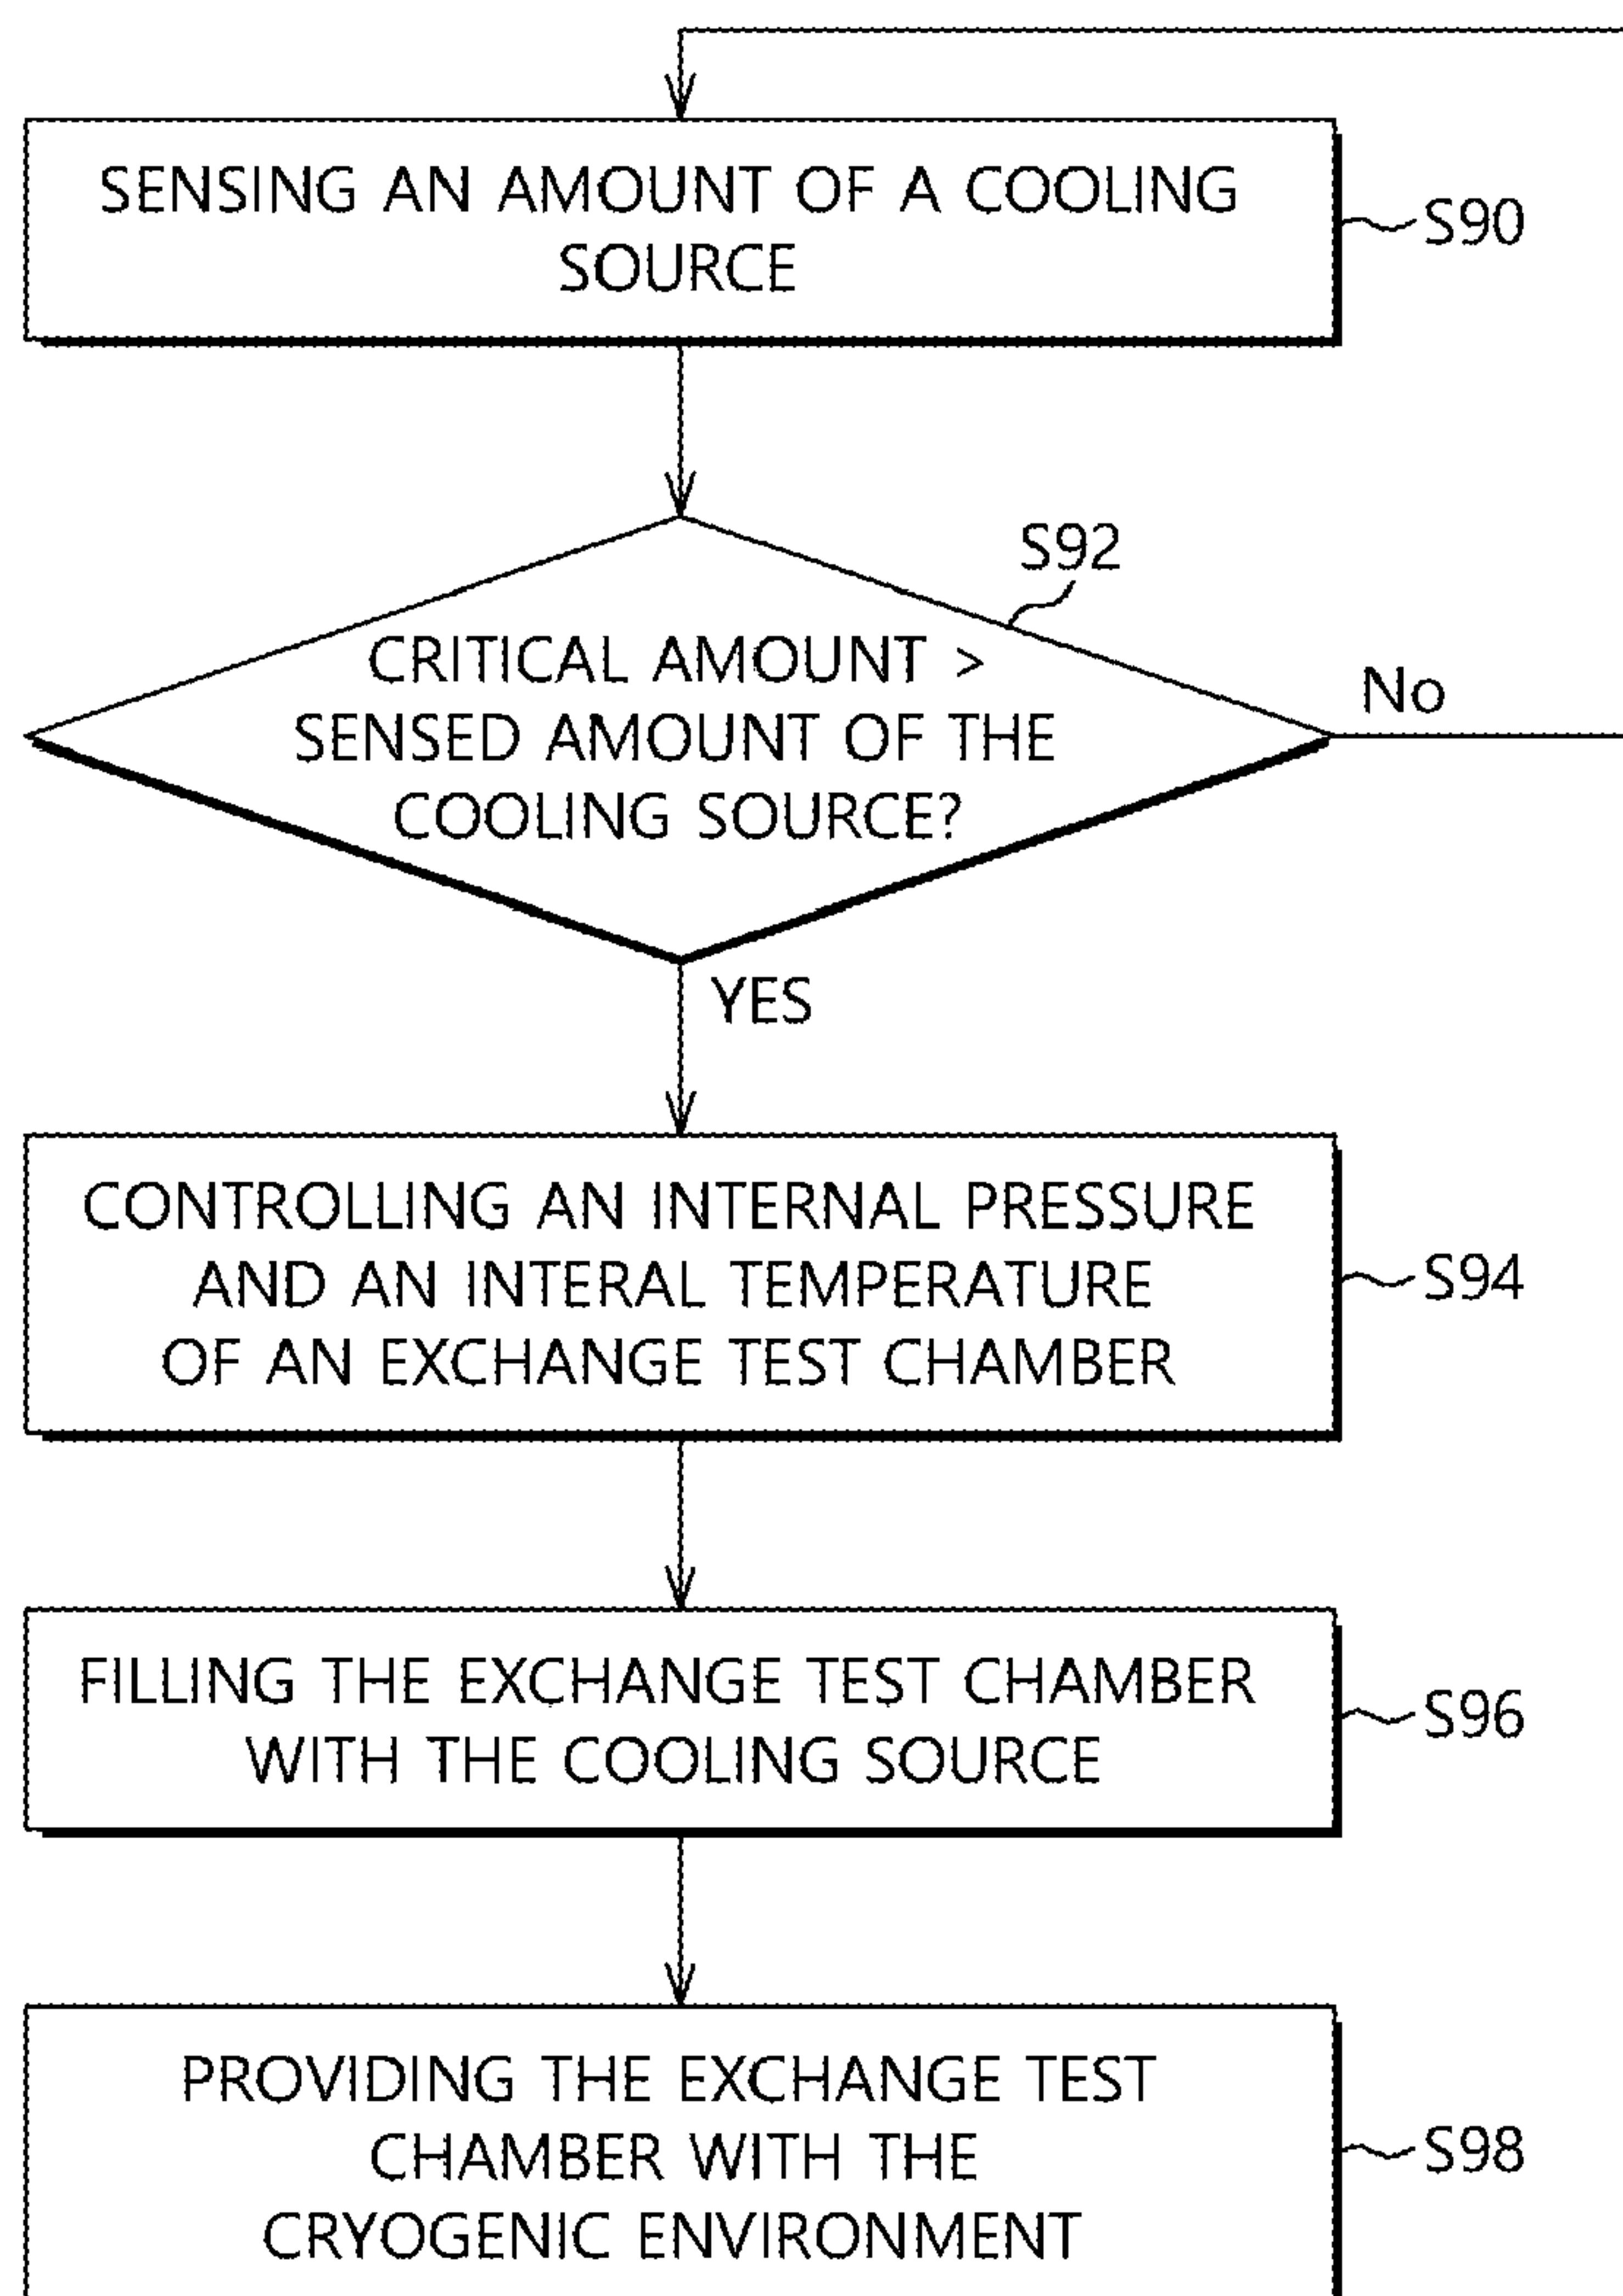 SENSING AN AMOUNT OF A COOLING
SOURCE
S90
S92
CRITICAL AMOUNT >
SENSED AMOUNT OF THE
COOLING SOURCE?
No
YES
CONTROLLING AN INTERNAL PRESSURE
AND AN INTERAL TEMPERATURE
OF AN EXCHANGE TEST CHAMBER
S94
FILLING THE EXCHANGE TEST CHAMBER
WITH THE COOLING SOURCE
S96
PROVIDING THE EXCHANGE TEST
CHAMBER WITH THE
CRYOGENIC ENVIRONMENT
S98